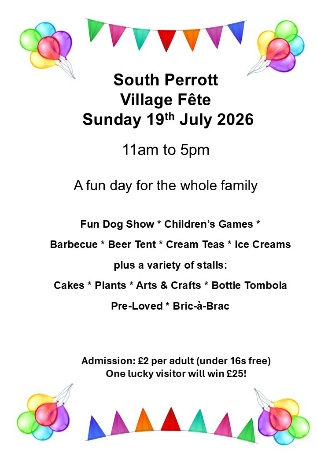 South Perrott
Village Fête
Sunday 19th July 2026
11am to 5pm
A fun day for the whole family
Fun Dog Show * Children's Games *
Barbecue * Beer Tent * Cream Teas * Ice Creams
plus a variety of stalls:
Cakes * Plants * Arts & Crafts * Bottle Tombola
Pre-Loved * Bric-à-Brac
Admission: £2 per adult (under 16s free)
One lucky visitor will win £25!